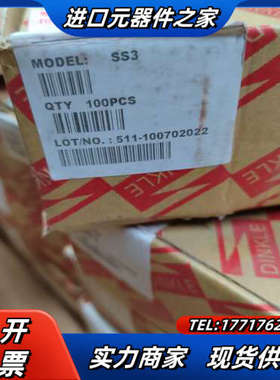 进口元器件之家
MODEL: SS3
QTY 100PCS
LOT/NO.: 511-100702022
DINKLE
DINKLE
开
票
TEL:1771762
实力商家 现货供